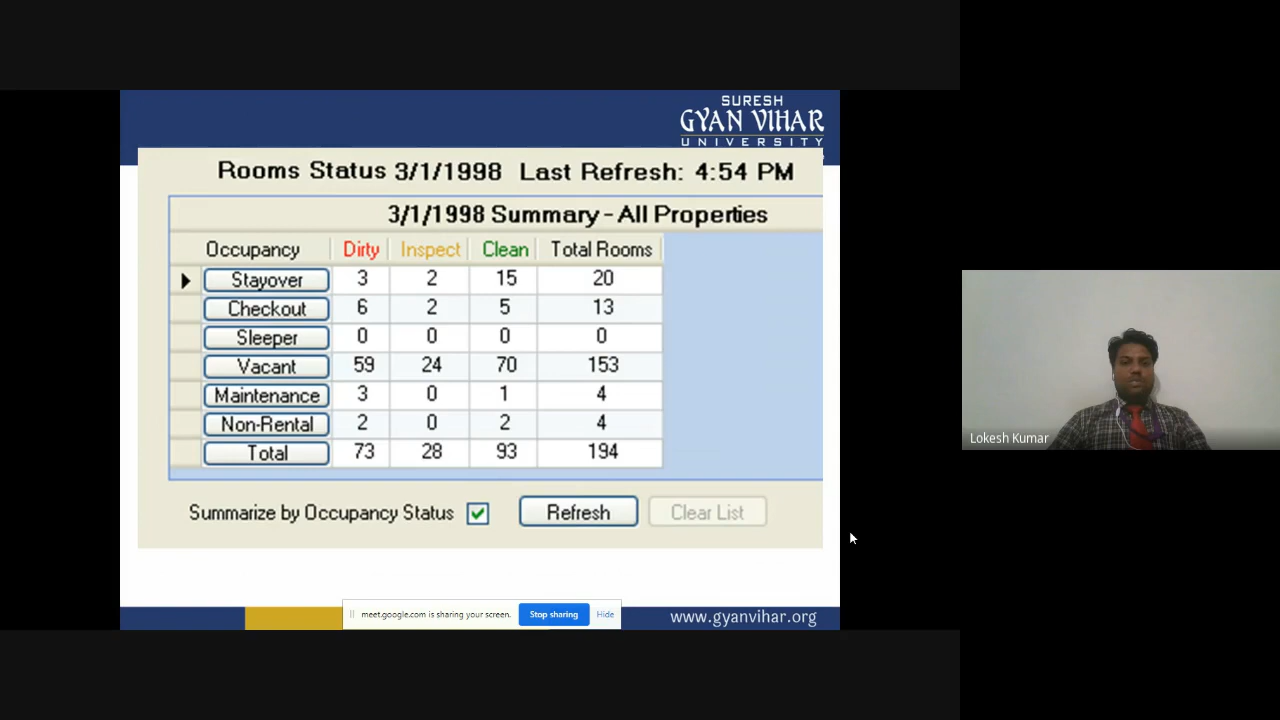 SURESH
GYAN VIHAR
UNIVERSITY
Rooms Status 3/1/1998 Last Refresh: 4:54 PM
3/1/1998 Summary - All Properties
Occupancy Dirty Inspect Clean Total Rooms
Stayover 3 2 15 20
Checkout 6 2 5 13
Sleeper 0 0 0 0
Vacant 59 24 70 153
Maintenance 3 0 1 4
Non-Rental 2 0 2 4
Total 73 28 93 194
Summarize by Occupancy Status Refresh Clear List
Lokesh Kumar
meet.google.com is sharing your screen. Stop sharing Hide
www.gyanvihar.org